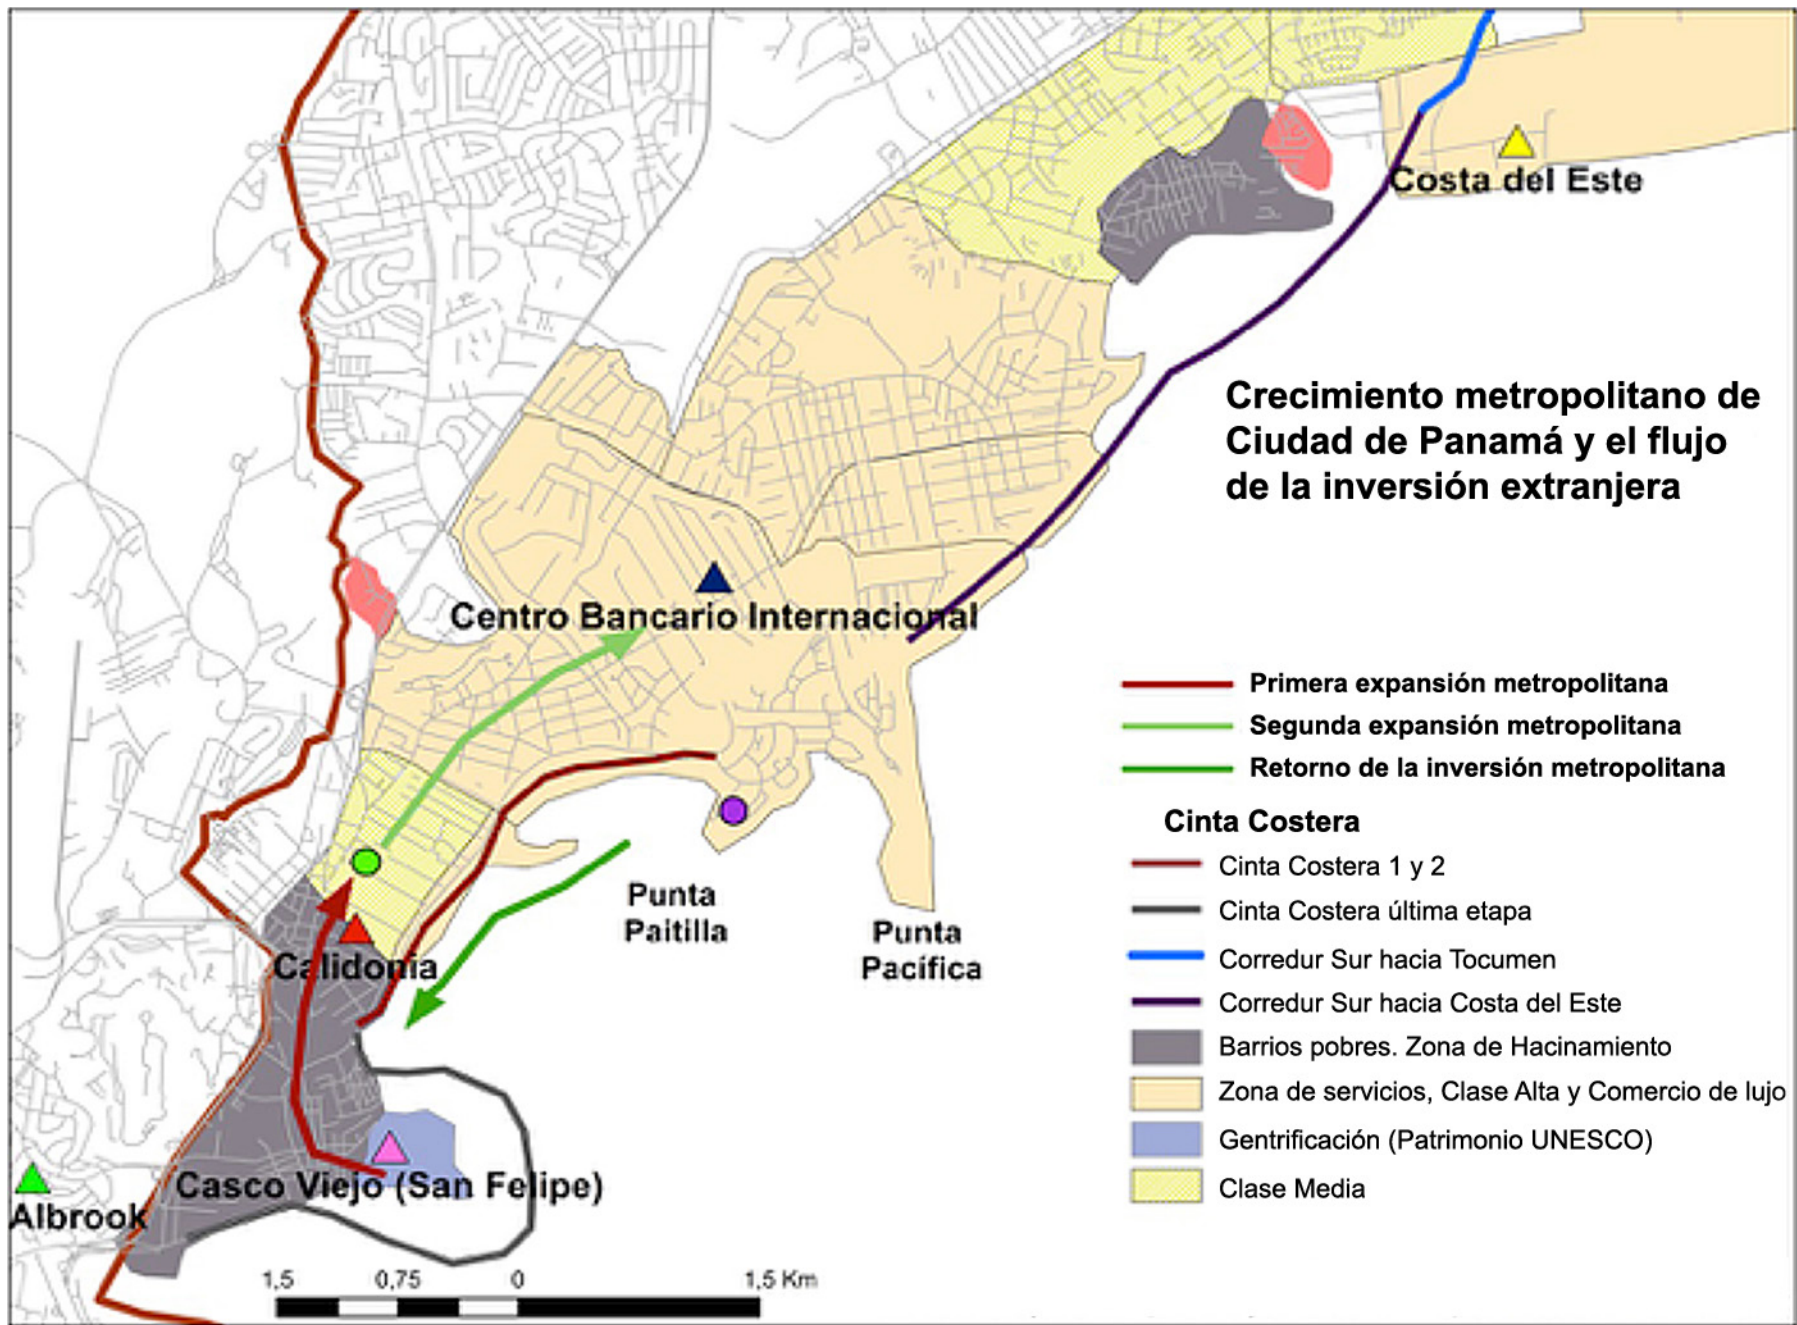 Costa del Este
Crecimiento metropolitano de
Ciudad de Panamá y el flujo
de la inversión extranjera
Centro Bancario Internacional
Punta
Paitilla
Punta
Pacífica
Calidonia
Casco Viejo (San Felipe)
Albrook
1,5 0,75 0 1,5 Km
Primera expansión metropolitana
Segunda expansión metropolitana
Retorno de la inversión metropolitana
Cinta Costera
Cinta Costera 1 y 2
Cinta Costera última etapa
Corredur Sur hacia Tocumen
Corredur Sur hacia Costa del Este
Barrios pobres. Zona de Hacinamiento
Zona de servicios, Clase Alta y Comercio de lujo
Gentrificación (Patrimonio UNESCO)
Clase Media